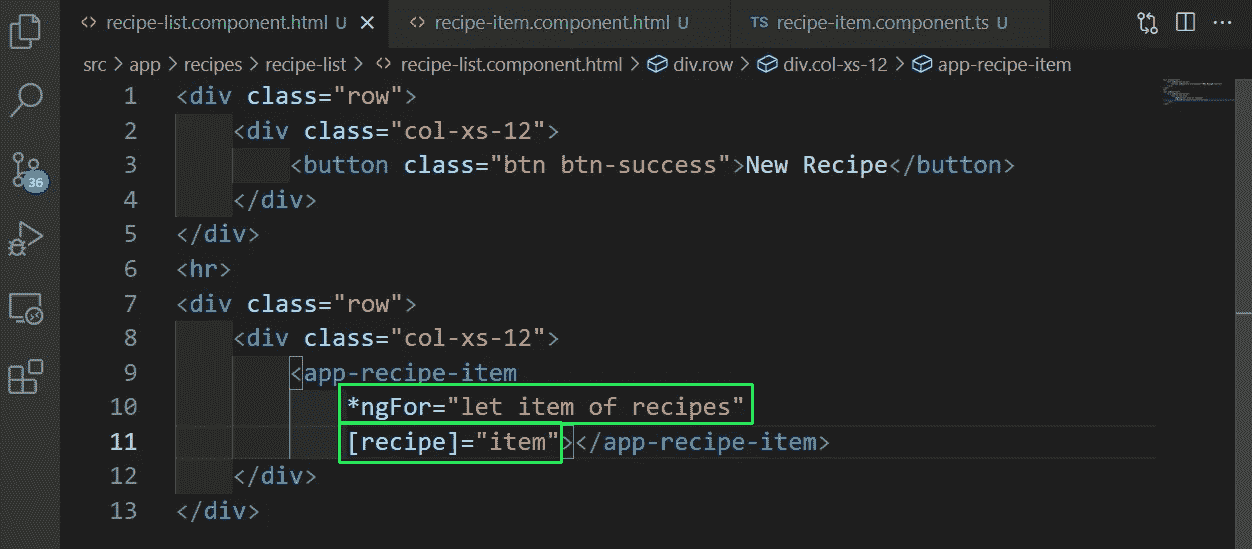 recipe-list.component.html U recipe-item.component.html U TS recipe-item.component.ts U ...
src > app > recipes > recipe-list > <> recipe-list.component.html > div.row > div.col-xs-12 > app-recipe-item
1 <div class="row">
2 <div class="col-xs-12">
3 <button class="btn btn-success">New Recipe</button>
4 </div>
5 </div>
6 <hr>
7 <div class="row">
8 <div class="col-xs-12">
9 <app-recipe-item
10 *ngFor="let item of recipes"
11 [recipe]="item"></app-recipe-item>
12 </div>
13 </div>
36